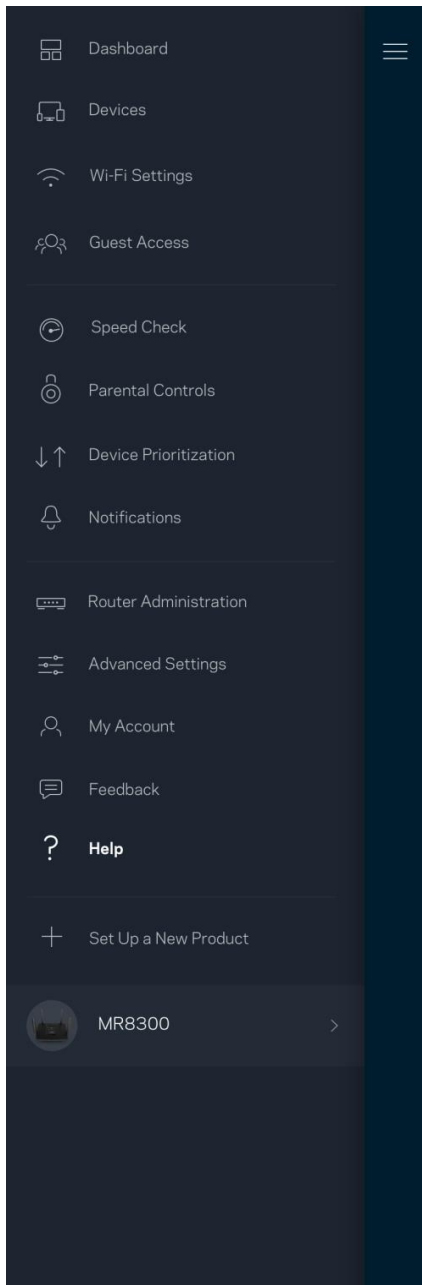 Dashboard
Devices
Wi-Fi Settings
Guest Access
Speed Check
Parental Controls
Device Prioritization
Notifications
Router Administration
Advanced Settings
My Account
Feedback
Help
Set Up a New Product
MR8300